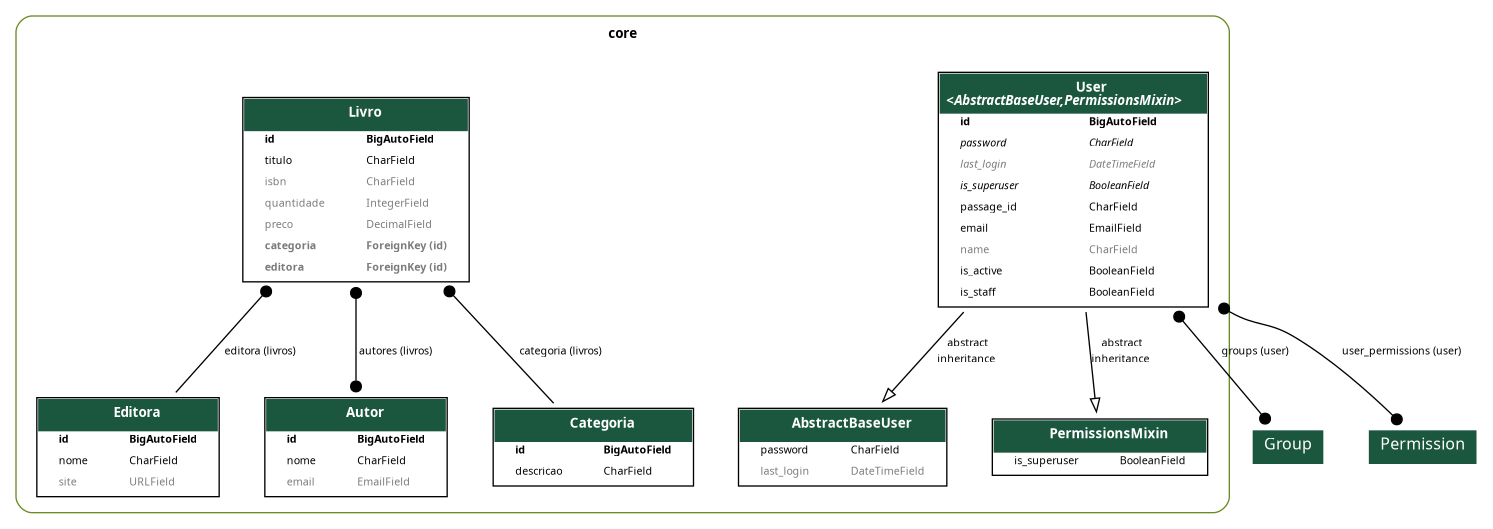 core
Livro
id BigAutoField
titulo CharField
isbn CharField
quantidade IntegerField
preco DecimalField
categoria ForeignKey (id)
editora ForeignKey (id)
User
<AbstractBaseUser,PermissionsMixin>
id BigAutoField
password CharField
last_login DateTimeField
is_superuser BooleanField
passage_id CharField
email EmailField
name CharField
is_active BooleanField
is_staff BooleanField
editora (livros)
autores (livros)
categoria (livros)
abstract
inheritance
abstract
inheritance
groups (user)
user_permissions (user)
Editora
id BigAutoField
nome CharField
site URLField
Autor
id BigAutoField
nome CharField
email EmailField
Categoria
id BigAutoField
descricao CharField
AbstractBaseUser
password CharField
last_login DateTimeField
PermissionsMixin
is_superuser BooleanField
Group
Permission